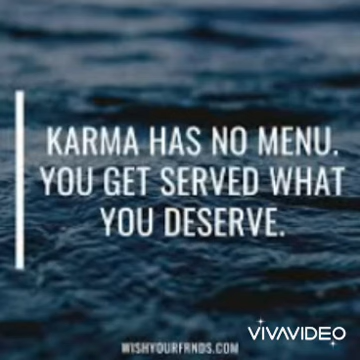 KARMA HAS NO MENU.
YOU GET SERVED WHAT
YOU DESERVE.
VIVAVIDEO
WISHYOURFRNDS.COM